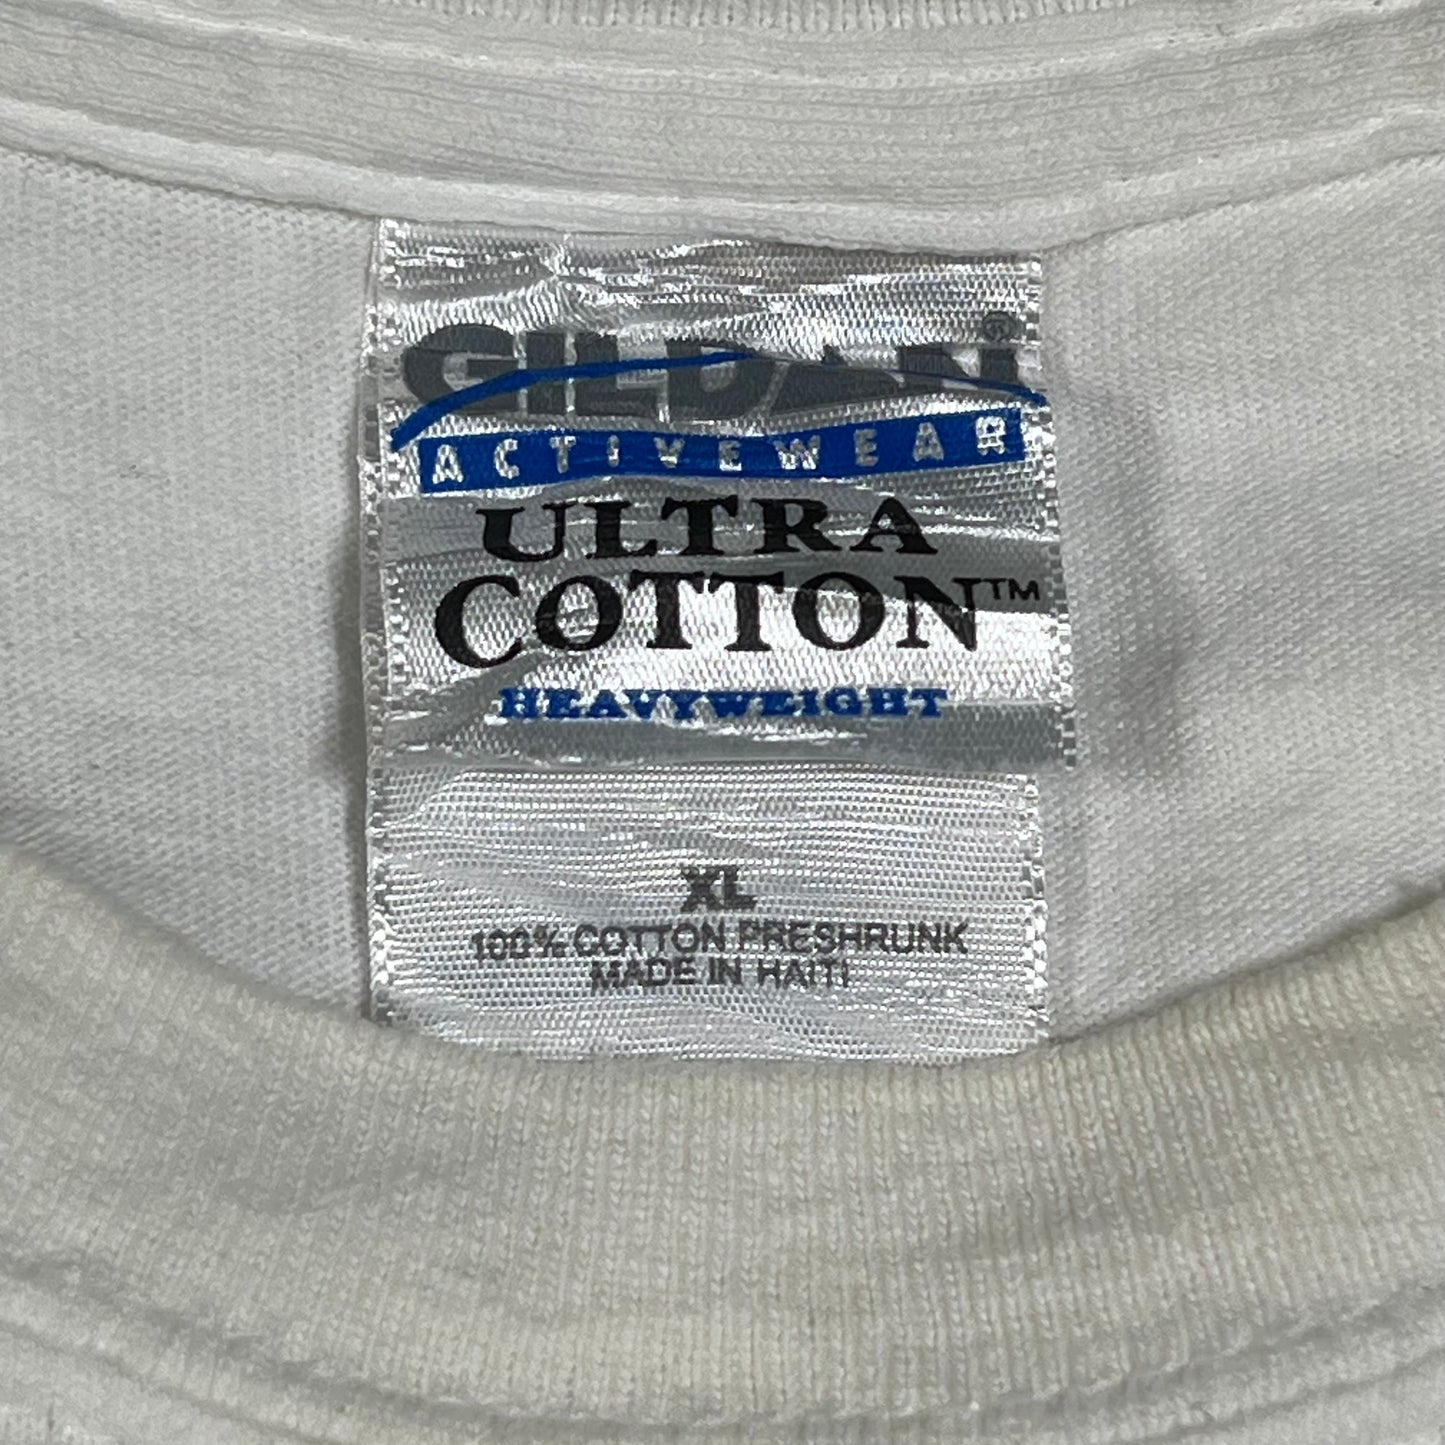 GILDAN®
ACTIVEWEAR
ULTRA
COTTON™
HEAVYWEIGHT
XL
100% COTTON PRESHRUNK
MADE IN HAITI